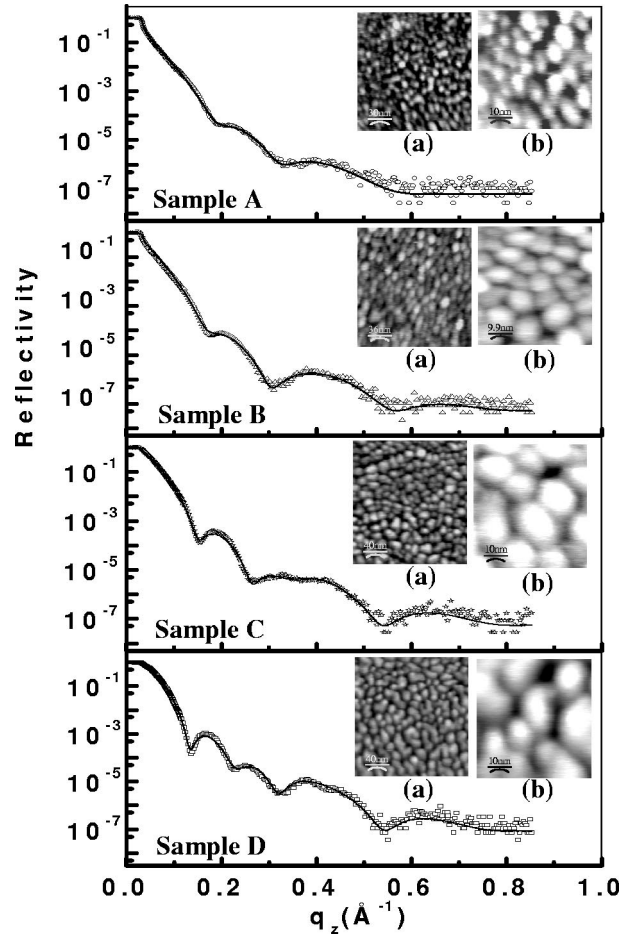 Reflectivity
10⁻¹
10⁻³
10⁻⁵
10⁻⁷
30nm
10nm
(a)
(b)
Sample A
10⁻¹
10⁻³
10⁻⁵
10⁻⁷
36nm
9.9nm
(a)
(b)
Sample B
10⁻¹
10⁻³
10⁻⁵
10⁻⁷
40nm
10nm
(a)
(b)
Sample C
10⁻¹
10⁻³
10⁻⁵
10⁻⁷
40nm
10nm
(a)
(b)
Sample D
0.0 0.2 0.4 0.6 0.8 1.0
q_z(Å⁻¹)